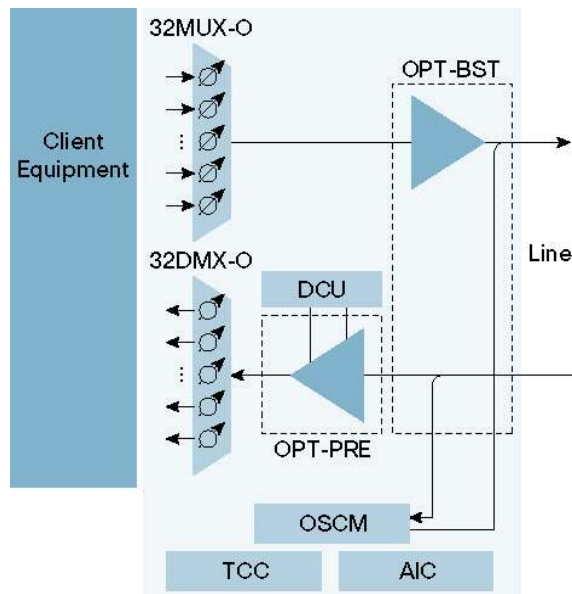 32MUX-O
OPT-BST
Client
Equipment
32DMX-O
Line
DCU
OPT-PRE
OSCM
TCC
AIC